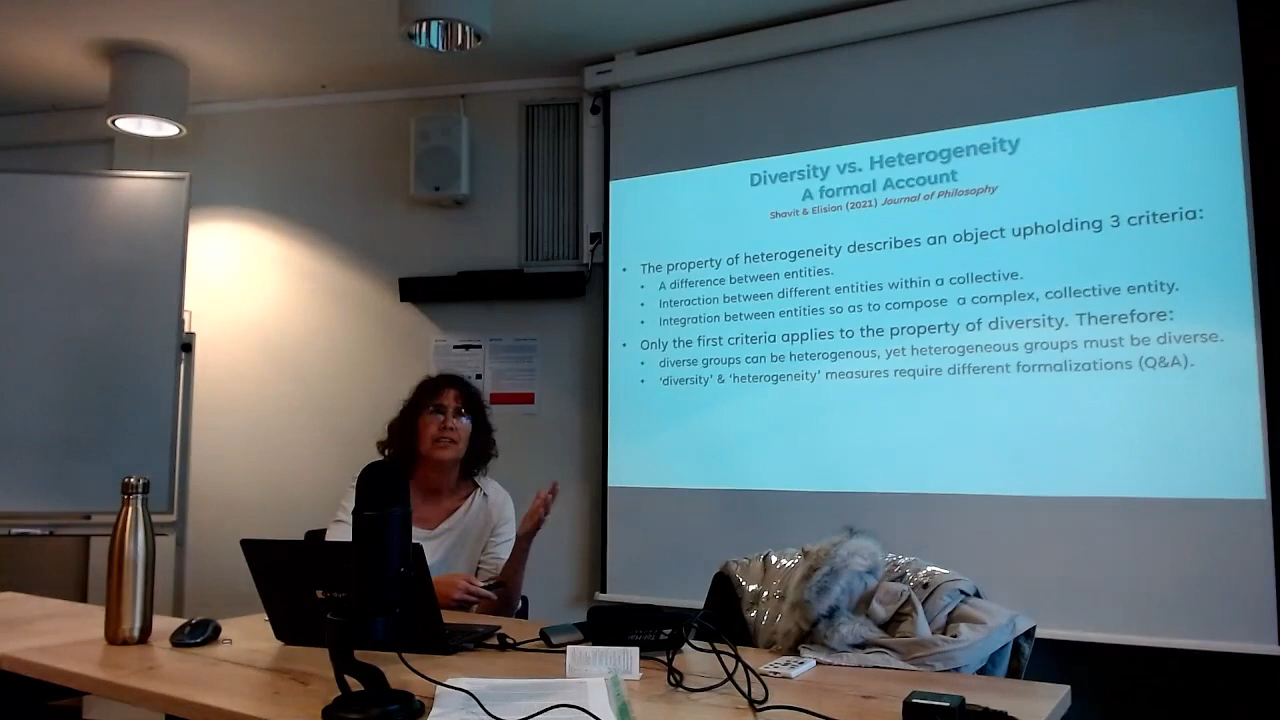 Diversity vs. Heterogeneity
A formal Account
Shavit & Elision (2021) Journal of Philosophy
• The property of heterogeneity describes an object upholding 3 criteria:
• A difference between entities.
• Interaction between different entities within a collective.
• Integration between entities so as to compose a complex, collective entity.
• Only the first criteria applies to the property of diversity. Therefore:
• diverse groups can be heterogenous, yet heterogeneous groups must be diverse.
• 'diversity' & 'heterogeneity' measures require different formalizations (Q&A).